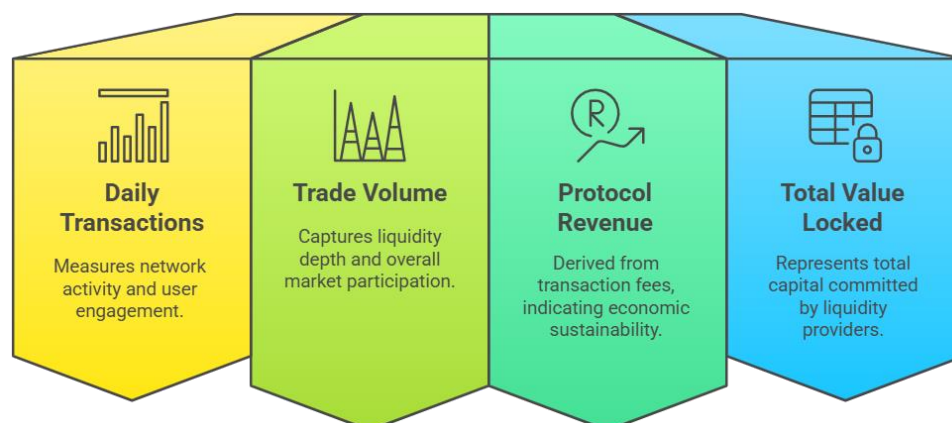 Daily
Transactions
Measures network
activity and user
engagement.
Trade Volume
Captures liquidity
depth and overall
market participation.
R
Protocol
Revenue
Derived from
transaction fees,
indicating economic
sustainability.
Total Value
Locked
Represents total
capital committed
by liquidity
providers.